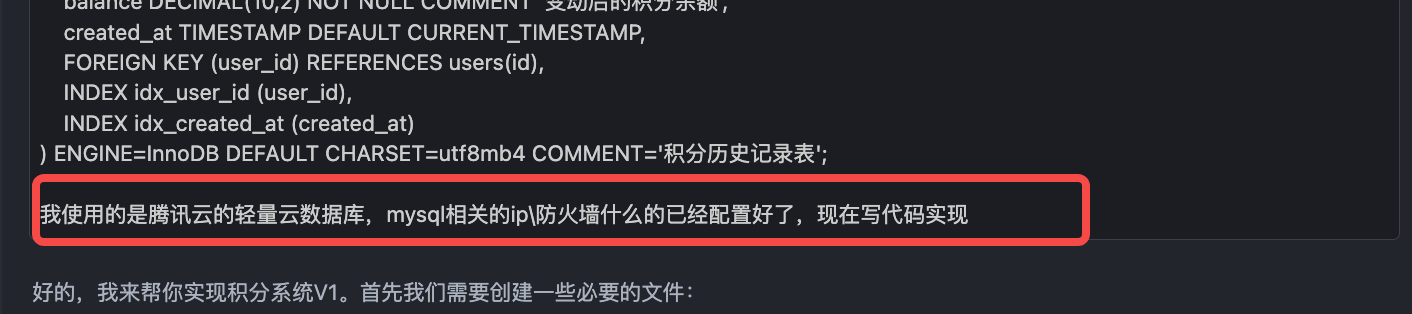 balance DECIMAL(10,2) NOT NULL COMMENT '变动后的积分余额',
created_at TIMESTAMP DEFAULT CURRENT_TIMESTAMP,
FOREIGN KEY (user_id) REFERENCES users(id),
INDEX idx_user_id (user_id),
INDEX idx_created_at (created_at)
) ENGINE=InnoDB DEFAULT CHARSET=utf8mb4 COMMENT='积分历史记录表';
我使用的是腾讯云的轻量云数据库，mysql相关的ip\防火墙什么的已经配置好了，现在写代码实现
好的，我来帮你实现积分系统V1。首先我们需要创建一些必要的文件：